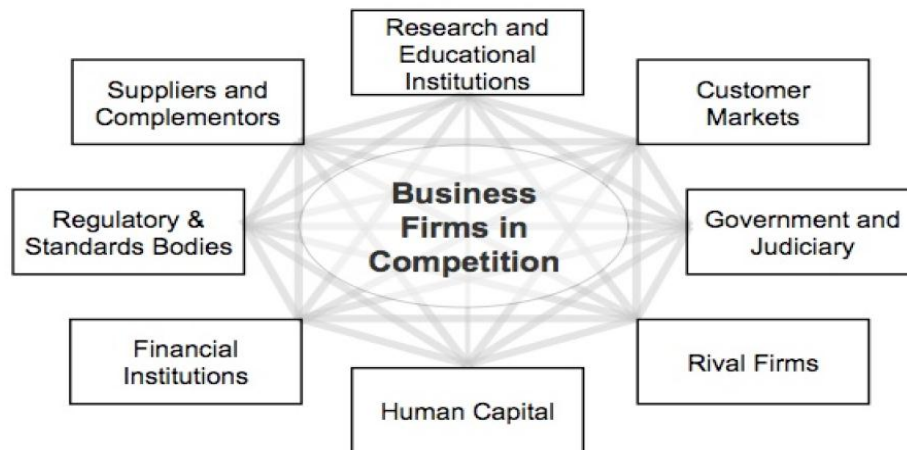 Research and
Educational
Institutions
Suppliers and
Complementors
Customer
Markets
Business
Firms in
Competition
Regulatory &
Standards Bodies
Government and
Judiciary
Financial
Institutions
Rival Firms
Human Capital